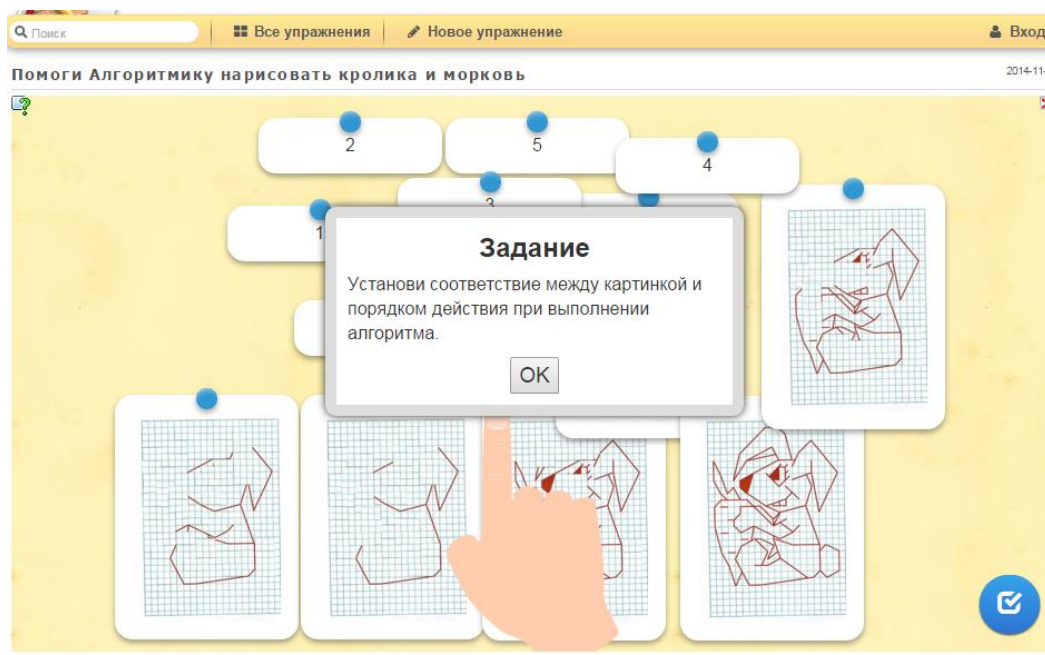 Поиск
Все упражнения
Новое упражнение
Вход
Помоги Алгоритмику нарисовать кролика и морковь
2014-11-
2
5
4
3
1
Задание
Установи соответствие между картинкой и
порядком действия при выполнении
алгоритма.
OK